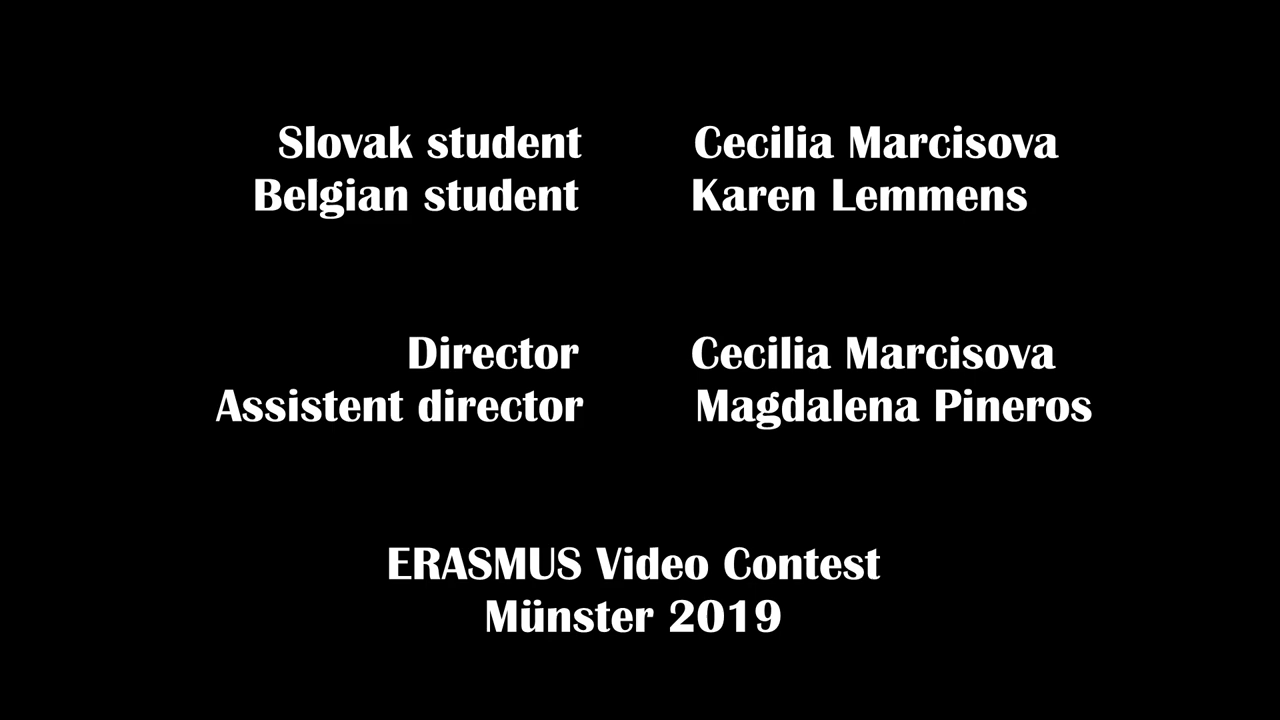 Slovak student Cecilia Marcisova
Belgian student Karen Lemmens
Director Cecilia Marcisova
Assistent director Magdalena Pineros
ERASMUS Video Contest
Münster 2019